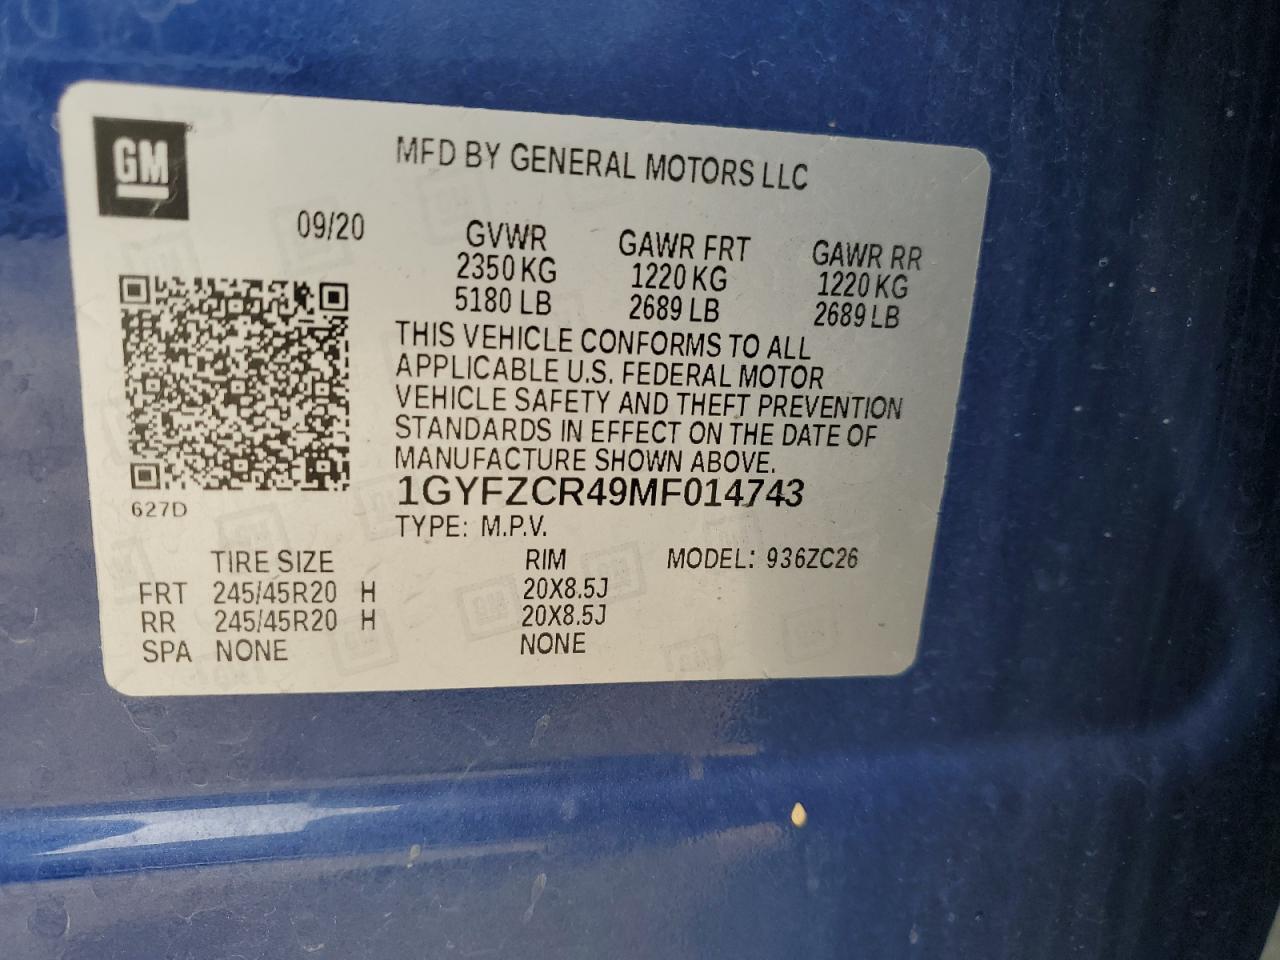 GM
MFD BY GENERAL MOTORS LLC
09/20
GVWR GAWR FRT GAWR RR
2350 KG 1220 KG 1220 KG
5180 LB 2689 LB 2689 LB
THIS VEHICLE CONFORMS TO ALL
APPLICABLE U.S. FEDERAL MOTOR
VEHICLE SAFETY AND THEFT PREVENTION
STANDARDS IN EFFECT ON THE DATE OF
MANUFACTURE SHOWN ABOVE.
627D
1GYFZCR49MF014743
TYPE: M.P.V.
TIRE SIZE RIM MODEL: 936ZC26
FRT 245/45R20 H 20X8.5J
RR 245/45R20 H 20X8.5J
SPA NONE NONE